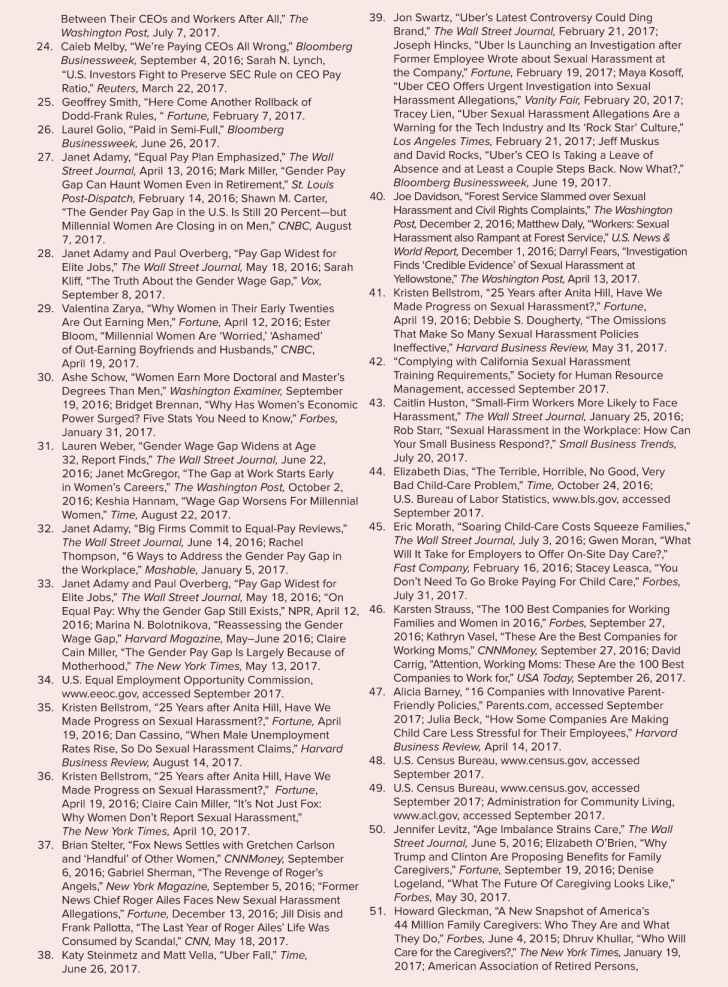 Between Their CEOs and Workers After All,” The
Washington Post, July 7, 2017.
24. Caleb Melby, “We’re Paying CEOs All Wrong,” Bloomberg
Businessweek, September 4, 2016; Sarah N. Lynch,
“U.S. Investors Fight to Preserve SEC Rule on CEO Pay
Ratio,” Reuters, March 22, 2017.
25. Geoffrey Smith, “Here Come Another Rollback of
Dodd-Frank Rules, “ Fortune, February 7, 2017.
26. Laurel Golio, “Paid in Semi-Full,” Bloomberg
Businessweek, June 26, 2017.
27. Janet Adamy, “Equal Pay Plan Emphasized,” The Wall
Street Journal, April 13, 2016; Mark Miller, “Gender Pay
Gap Can Haunt Women Even in Retirement,” St. Louis
Post-Dispatch, February 14, 2016; Shawn M. Carter,
“The Gender Pay Gap in the U.S. Is Still 20 Percent—but
Millennial Women Are Closing in on Men,” CNBC, August
7, 2017.
28. Janet Adamy and Paul Overberg, “Pay Gap Widest for
Elite Jobs,” The Wall Street Journal, May 18, 2016; Sarah
Kliff, “The Truth About the Gender Wage Gap,” Vox,
September 8, 2017.
29. Valentina Zarya, “Why Women in Their Early Twenties
Are Out Earning Men,” Fortune, April 12, 2016; Ester
Bloom, “Millennial Women Are ‘Worried,’ ‘Ashamed’
of Out-Earning Boyfriends and Husbands,” CNBC,
April 19, 2017.
30. Ashe Schow, “Women Earn More Doctoral and Master’s
Degrees Than Men,” Washington Examiner, September
19, 2016; Bridget Brennan, “Why Has Women’s Economic
Power Surged? Five Stats You Need to Know,” Forbes,
January 31, 2017.
31. Lauren Weber, “Gender Wage Gap Widens at Age
32, Report Finds,” The Wall Street Journal, June 22,
2016; Janet McGregor, “The Gap at Work Starts Early
in Women’s Careers,” The Washington Post, October 2,
2016; Keshia Hannam, “Wage Gap Worsens For Millennial
Women,” Time, August 22, 2017.
32. Janet Adamy, “Big Firms Commit to Equal-Pay Reviews,”
The Wall Street Journal, June 14, 2016; Rachel
Thompson, “6 Ways to Address the Gender Pay Gap in
the Workplace,” Mashable, January 5, 2017.
33. Janet Adamy and Paul Overberg, “Pay Gap Widest for
Elite Jobs,” The Wall Street Journal, May 18, 2016; “On
Equal Pay: Why the Gender Gap Still Exists,” NPR, April 12,
2016; Marina N. Bolotnikova, “Reassessing the Gender
Wage Gap,” Harvard Magazine, May–June 2016; Claire
Cain Miller, “The Gender Pay Gap Is Largely Because of
Motherhood,” The New York Times, May 13, 2017.
34. U.S. Equal Employment Opportunity Commission,
www.eeoc.gov, accessed September 2017.
35. Kristen Bellstrom, “25 Years after Anita Hill, Have We
Made Progress on Sexual Harassment?,” Fortune, April
19, 2016; Dan Cassino, “When Male Unemployment
Rates Rise, So Do Sexual Harassment Claims,” Harvard
Business Review, August 14, 2017.
36. Kristen Bellstrom, “25 Years after Anita Hill, Have We
Made Progress on Sexual Harassment?,” Fortune,
April 19, 2016; Claire Cain Miller, “It’s Not Just Fox:
Why Women Don’t Report Sexual Harassment,”
The New York Times, April 10, 2017.
37. Brian Stelter, “Fox News Settles with Gretchen Carlson
and ‘Handful’ of Other Women,” CNNMoney, September
6, 2016; Gabriel Sherman, “The Revenge of Roger’s
Angels,” New York Magazine, September 5, 2016; “Former
News Chief Roger Ailes Faces New Sexual Harassment
Allegations,” Fortune, December 13, 2016; Jill Disis and
Frank Pallotta, “The Last Year of Roger Ailes’ Life Was
Consumed by Scandal,” CNN, May 18, 2017.
38. Katy Steinmetz and Matt Vella, “Uber Fall,” Time,
June 26, 2017.
39. Jon Swartz, “Uber’s Latest Controversy Could Ding
Brand,” The Wall Street Journal, February 21, 2017;
Joseph Hincks, “Uber Is Launching an Investigation after
Former Employee Wrote about Sexual Harassment at
the Company,” Fortune, February 19, 2017; Maya Kosoff,
“Uber CEO Offers Urgent Investigation into Sexual
Harassment Allegations,” Vanity Fair, February 20, 2017;
Tracey Lien, “Uber Sexual Harassment Allegations Are a
Warning for the Tech Industry and Its ‘Rock Star’ Culture,”
Los Angeles Times, February 21, 2017; Jeff Muskus
and David Rocks, “Uber’s CEO Is Taking a Leave of
Absence and at Least a Couple Steps Back. Now What?,”
Bloomberg Businessweek, June 19, 2017.
40. Joe Davidson, “Forest Service Slammed over Sexual
Harassment and Civil Rights Complaints,” The Washington
Post, December 2, 2016; Matthew Daly, “Workers: Sexual
Harassment also Rampant at Forest Service,” U.S. News &
World Report, December 1, 2016; Darryl Fears, “Investigation
Finds ‘Credible Evidence’ of Sexual Harassment at
Yellowstone,” The Washington Post, April 13, 2017.
41. Kristen Bellstrom, “25 Years after Anita Hill, Have We
Made Progress on Sexual Harassment?,” Fortune,
April 19, 2016; Debbie S. Dougherty, “The Omissions
That Make So Many Sexual Harassment Policies
Ineffective,” Harvard Business Review, May 31, 2017.
42. “Complying with California Sexual Harassment
Training Requirements,” Society for Human Resource
Management, accessed September 2017.
43. Caitlin Huston, “Small-Firm Workers More Likely to Face
Harassment,” The Wall Street Journal, January 25, 2016;
Rob Starr, “Sexual Harassment in the Workplace: How Can
Your Small Business Respond?,” Small Business Trends,
July 20, 2017.
44. Elizabeth Dias, “The Terrible, Horrible, No Good, Very
Bad Child-Care Problem,” Time, October 24, 2016;
U.S. Bureau of Labor Statistics, www.bls.gov, accessed
September 2017.
45. Eric Morath, “Soaring Child-Care Costs Squeeze Families,”
The Wall Street Journal, July 3, 2016; Gwen Moran, “What
Will It Take for Employers to Offer On-Site Day Care?,”
Fast Company, February 16, 2016; Stacey Leasca, “You
Don’t Need To Go Broke Paying For Child Care,” Forbes,
July 31, 2017.
46. Karsten Strauss, “The 100 Best Companies for Working
Families and Women in 2016,” Forbes, September 27,
2016; Kathryn Vasel, “These Are the Best Companies for
Working Moms,” CNNMoney, September 27, 2016; David
Carrig, “Attention, Working Moms: These Are the 100 Best
Companies to Work for,” USA Today, September 26, 2017.
47. Alicia Barney, “16 Companies with Innovative Parent-
Friendly Policies,” Parents.com, accessed September
2017; Julia Beck, “How Some Companies Are Making
Child Care Less Stressful for Their Employees,” Harvard
Business Review, April 14, 2017.
48. U.S. Census Bureau, www.census.gov, accessed
September 2017.
49. U.S. Census Bureau, www.census.gov, accessed
September 2017; Administration for Community Living,
www.acl.gov, accessed September 2017.
50. Jennifer Levitz, “Age Imbalance Strains Care,” The Wall
Street Journal, June 5, 2016; Elizabeth O’Brien, “Why
Trump and Clinton Are Proposing Benefits for Family
Caregivers,” Fortune, September 19, 2016; Denise
Logeland, “What The Future Of Caregiving Looks Like,”
Forbes, May 30, 2017.
51. Howard Gleckman, “A New Snapshot of America’s
44 Million Family Caregivers: Who They Are and What
They Do,” Forbes, June 4, 2015; Dhruv Khullar, “Who Will
Care for the Caregivers?,” The New York Times, January 19,
2017; American Association of Retired Persons,